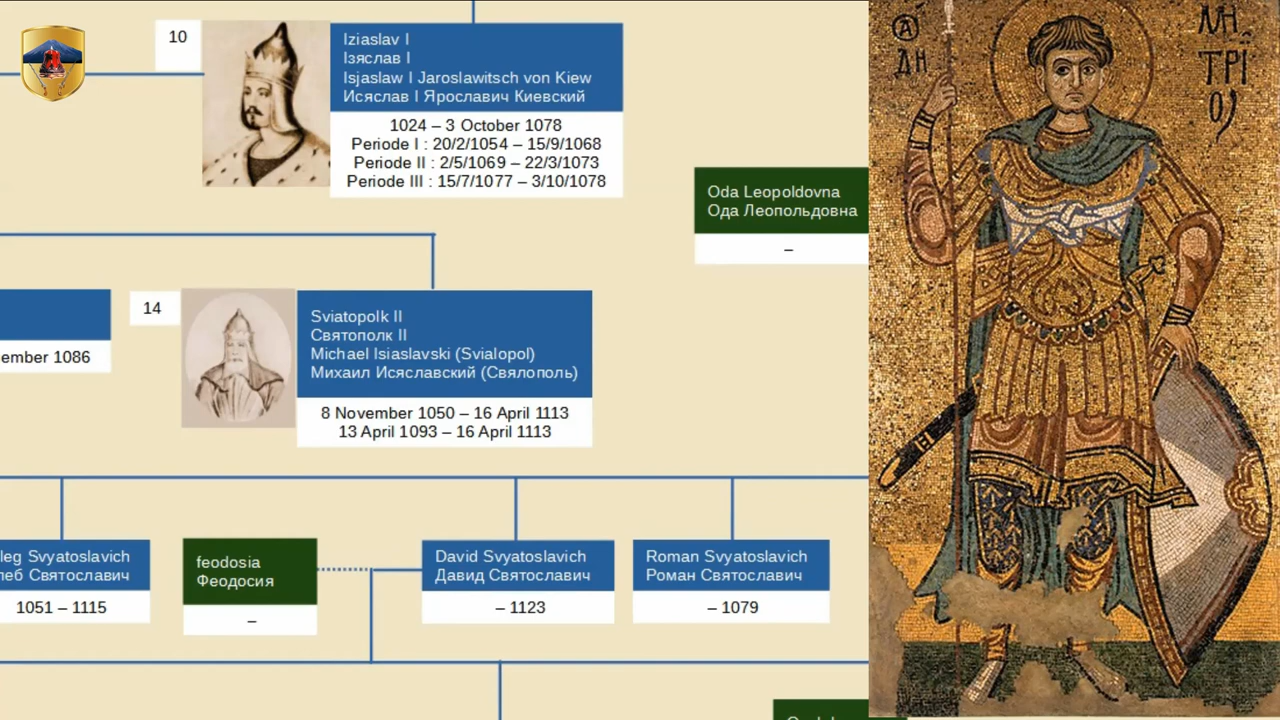 10
Iziaslav I
Ізяслав I
Isjaslaw I Jaroslawitsch von Kiew
Исяслав I Ярославич Киевский
1024 – 3 October 1078
Periode I : 20/2/1054 – 15/9/1068
Periode II : 2/5/1069 – 22/3/1073
Periode III : 15/7/1077 – 3/10/1078
Oda Leopoldovna
Ода Леопольдовна
–
ember 1086
14
Sviatopolk II
Святополк II
Michael Isiaslavski (Svialopol)
Михаил Исяславский (Свялополь)
8 November 1050 – 16 April 1113
13 April 1093 – 16 April 1113
leg Svyatoslavich
леб Святославич
1051 – 1115
feodosia
Феодосия
–
David Svyatoslavich
Давид Святославич
– 1123
Roman Svyatoslavich
Роман Святославич
– 1079
ДН
МН
ТРІ